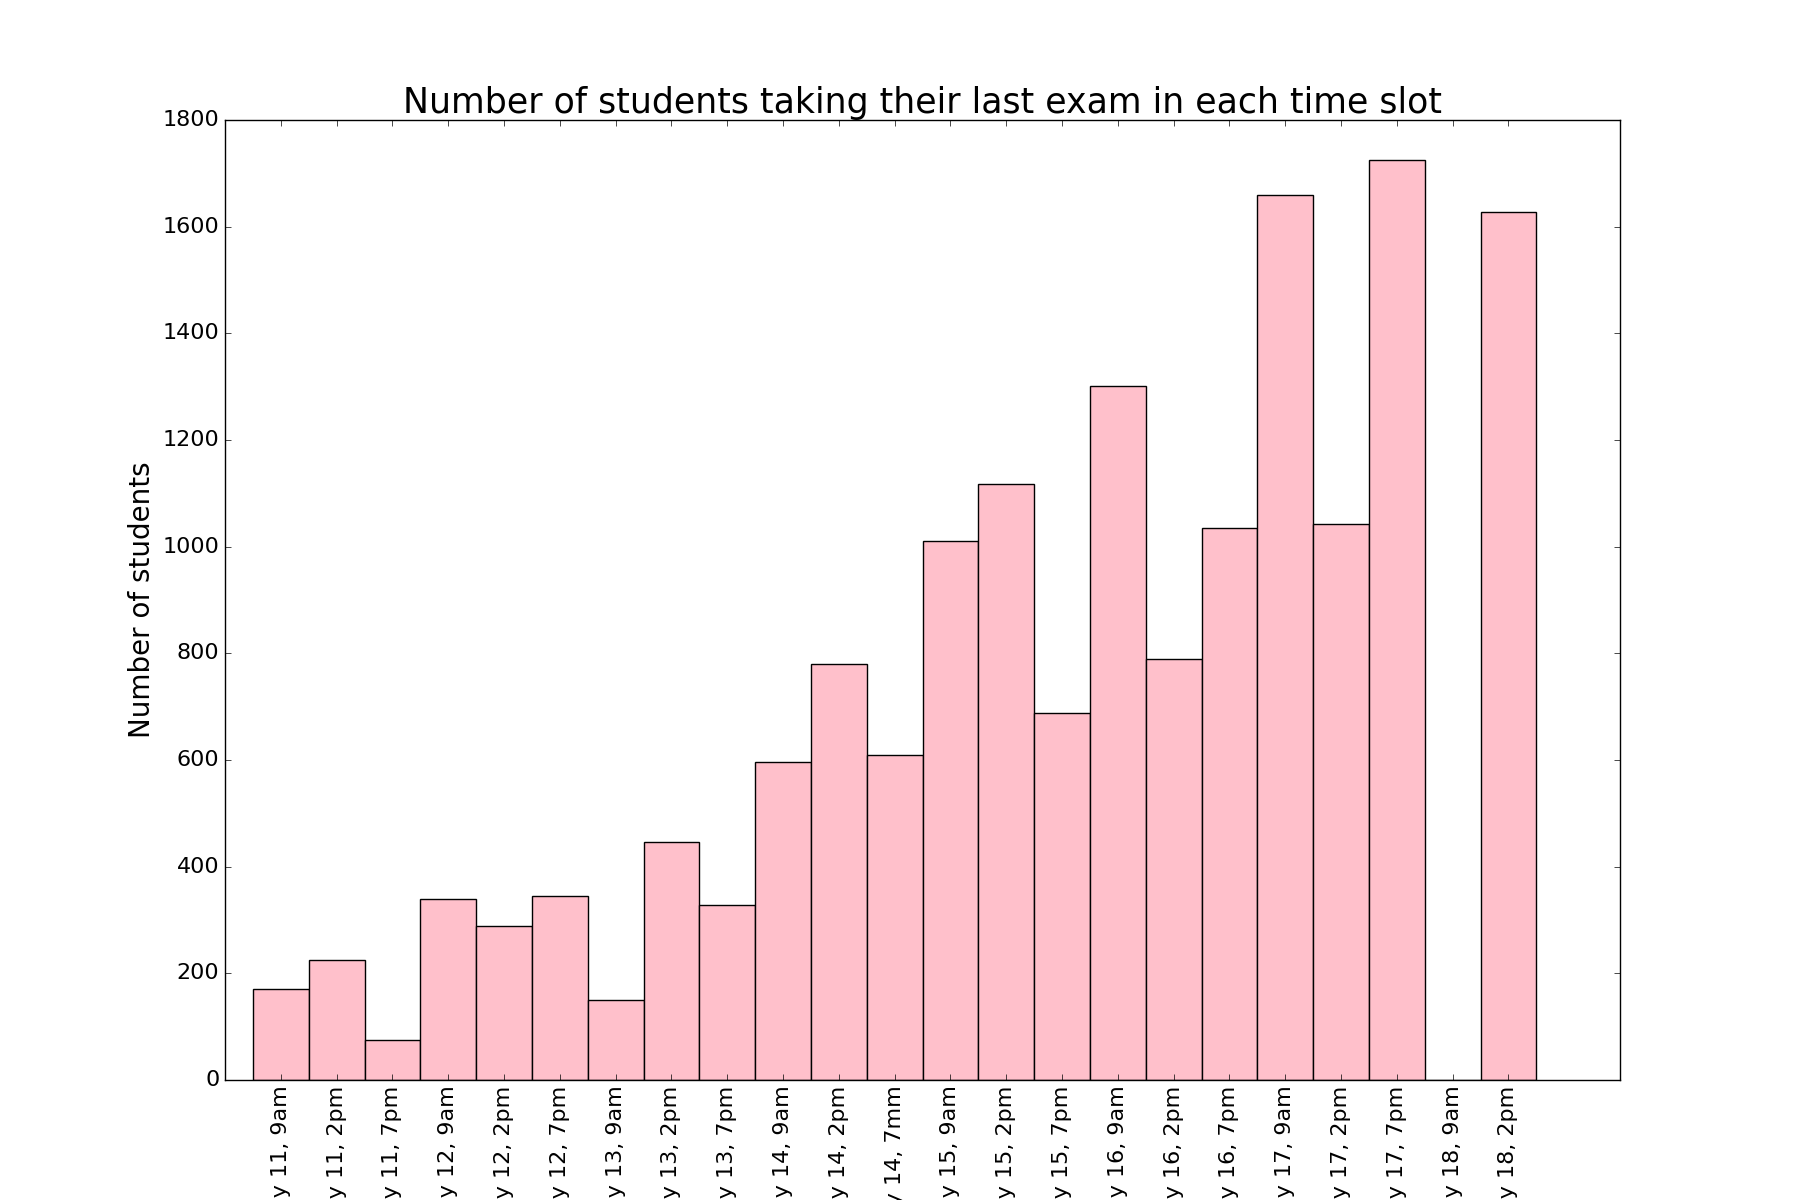 Number of students taking their last exam in each time slot
Number of students
1800
1600
1400
1200
1000
800
600
400
200
0
y 11, 9am
y 11, 2pm
y 11, 7pm
y 12, 9am
y 12, 2pm
y 12, 7pm
y 13, 9am
y 13, 2pm
y 13, 7pm
y 14, 9am
y 14, 2pm
y 14, 7mm
y 15, 9am
y 15, 2pm
y 15, 7pm
y 16, 9am
y 16, 2pm
y 16, 7pm
y 17, 9am
y 17, 2pm
y 17, 7pm
y 18, 9am
y 18, 2pm